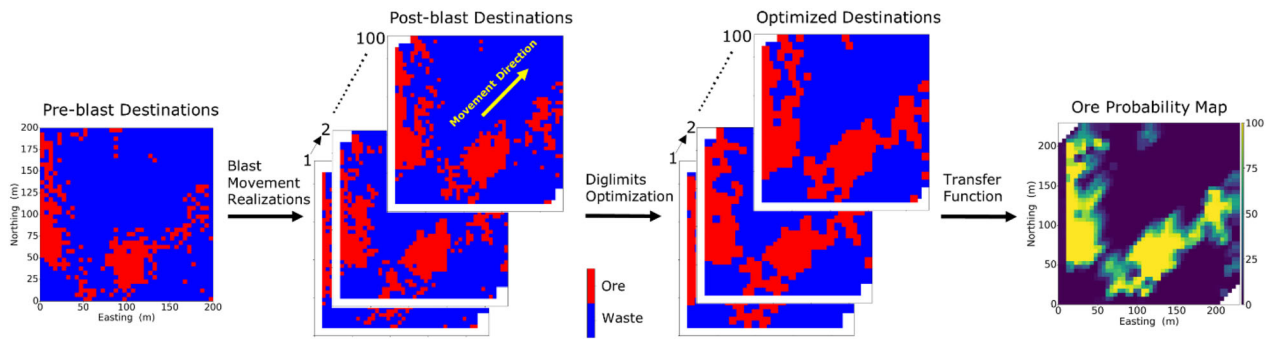 Pre-blast Destinations
200
175
150
125
100
75
50
25
0
Northing (m)
0 50 100 150 200
Easting (m)
Blast
Movement
Realizations
Post-blast Destinations
100
2
1
Movement Direction
Diglimits
Optimization
Ore
Waste
Optimized Destinations
100
2
1
Transfer
Function
Ore Probability Map
200
150
100
50
0
Northing (m)
0 50 100 150 200
Easting (m)
100
75
50
25
0